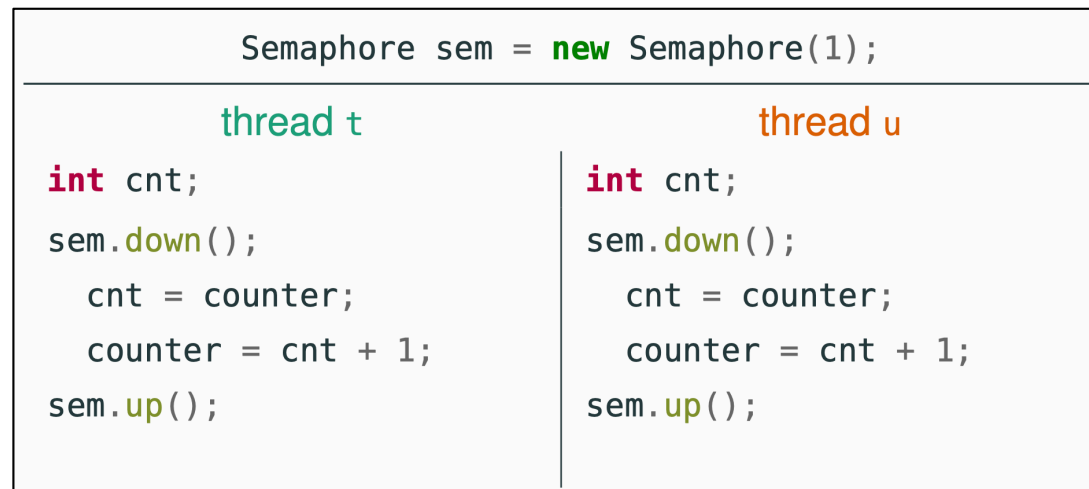 Semaphore sem = new Semaphore(1);
thread t
int cnt;
sem.down();
cnt = counter;
counter = cnt + 1;
sem.up();
thread u
int cnt;
sem.down();
cnt = counter;
counter = cnt + 1;
sem.up();